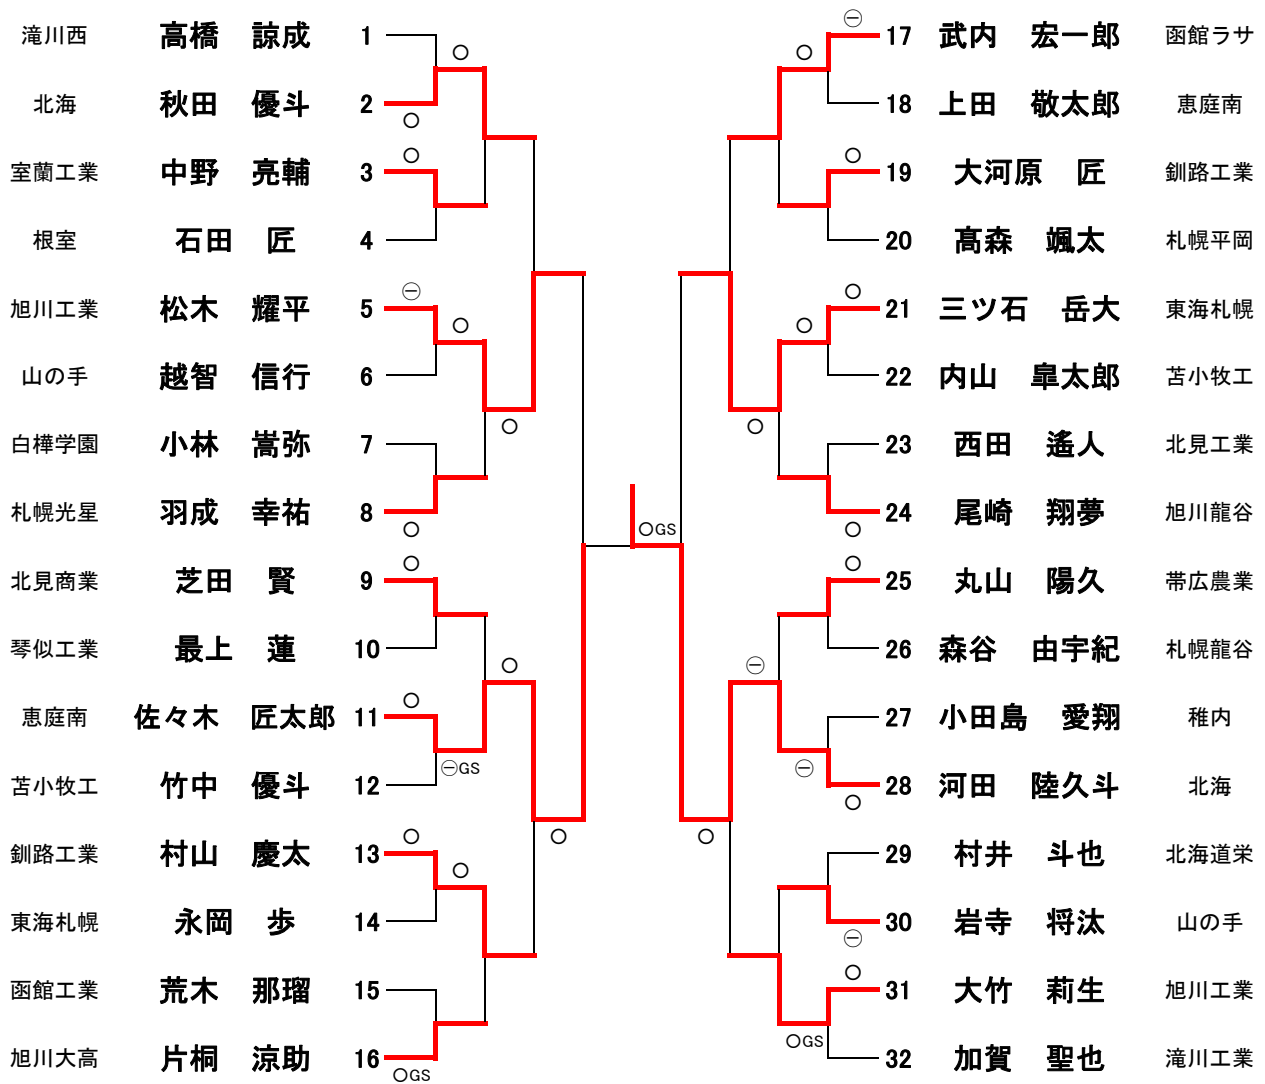 滝川西 高橋 諒成 1
北海 秋田 優斗 2
室蘭工業 中野 亮輔 3
根室 石田 匠 4
旭川工業 松木 耀平 5
山の手 越智 信行 6
白樺学園 小林 嵩弥 7
札幌光星 羽成 幸祐 8
北見商業 芝田 賢 9
琴似工業 最上 蓮 10
恵庭南 佐々木 匠太郎 11
苫小牧工 竹中 優斗 12
釧路工業 村山 慶太 13
東海札幌 永岡 歩 14
函館工業 荒木 那瑠 15
旭川大高 片桐 涼助 16
○
○
○
㊀
○
○
○
○
○
○
㊀GS
○
○
○
○GS
○GS
17 武内 宏一郎 函館ラサ
18 上田 敬太郎 恵庭南
19 大河原 匠 釧路工業
20 髙森 颯太 札幌平岡
21 三ツ石 岳大 東海札幌
22 内山 皐太郎 苫小牧工
23 西田 遙人 北見工業
24 尾崎 翔夢 旭川龍谷
25 丸山 陽久 帯広農業
26 森谷 由宇紀 札幌龍谷
27 小田島 愛翔 稚内
28 河田 陸久斗 北海
29 村井 斗也 北海道栄
30 岩寺 将汰 山の手
31 大竹 莉生 旭川工業
32 加賀 聖也 滝川工業
㊀
○
○
○
○
○
○
○
㊀
㊀
○
○
㊀
○
○GS